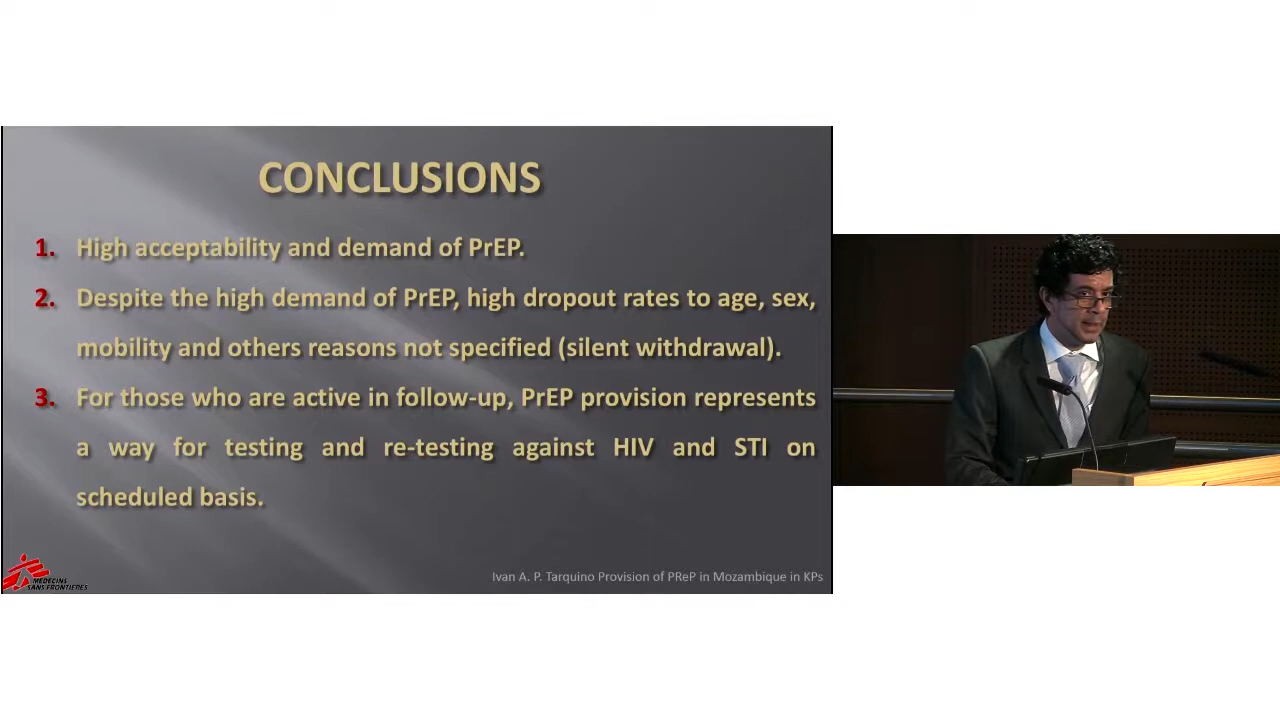 CONCLUSIONS
1. High acceptability and demand of PrEP.
2. Despite the high demand of PrEP, high dropout rates to age, sex,
mobility and others reasons not specified (silent withdrawal).
3. For those who are active in follow-up, PrEP provision represents
a way for testing and re-testing against HIV and STI on
scheduled basis.
MEDECINS
SANS FRONTIERES
Ivan A. P. Tarquino Provision of PReP in Mozambique in KPs